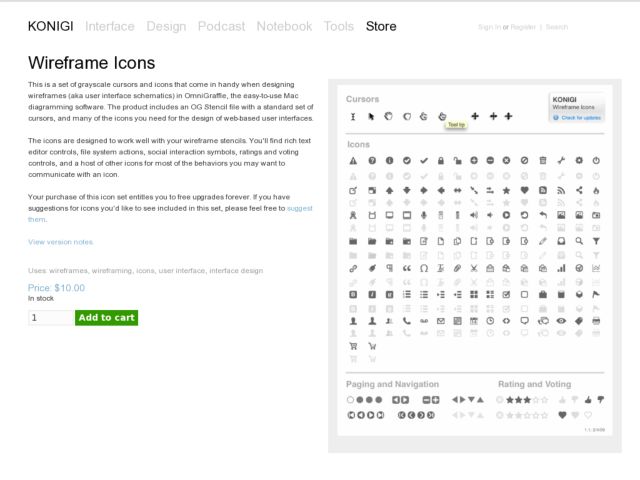 KONIGI Interface Design Podcast Notebook Tools Store
Sign In or Register | Search
Wireframe Icons
This is a set of grayscale cursors and icons that come in handy when designing
wireframes (aka user interface schematics) in OmniGraffle, the easy-to-use Mac
diagramming software. The product includes an OG Stencil file with a standard set of
cursors, and many of the icons you need for the design of web-based user interfaces.
The icons are designed to work well with your wireframe stencils. You'll find rich text
editor controls, file system actions, social interaction symbols, ratings and voting
controls, and a host of other icons for most of the behaviors you may want to
communicate with an icon.
Your purchase of this icon set entitles you to free upgrades forever. If you have
suggestions for icons you'd like to see included in this set, please feel free to suggest
them.
View version notes.
Uses: wireframes, wireframing, icons, user interface, interface design
Price: $10.00
In stock
1 Add to cart
Cursors
KONIGI
Wireframe Icons
Check for updates
Tool tip
Icons
Paging and Navigation
Rating and Voting